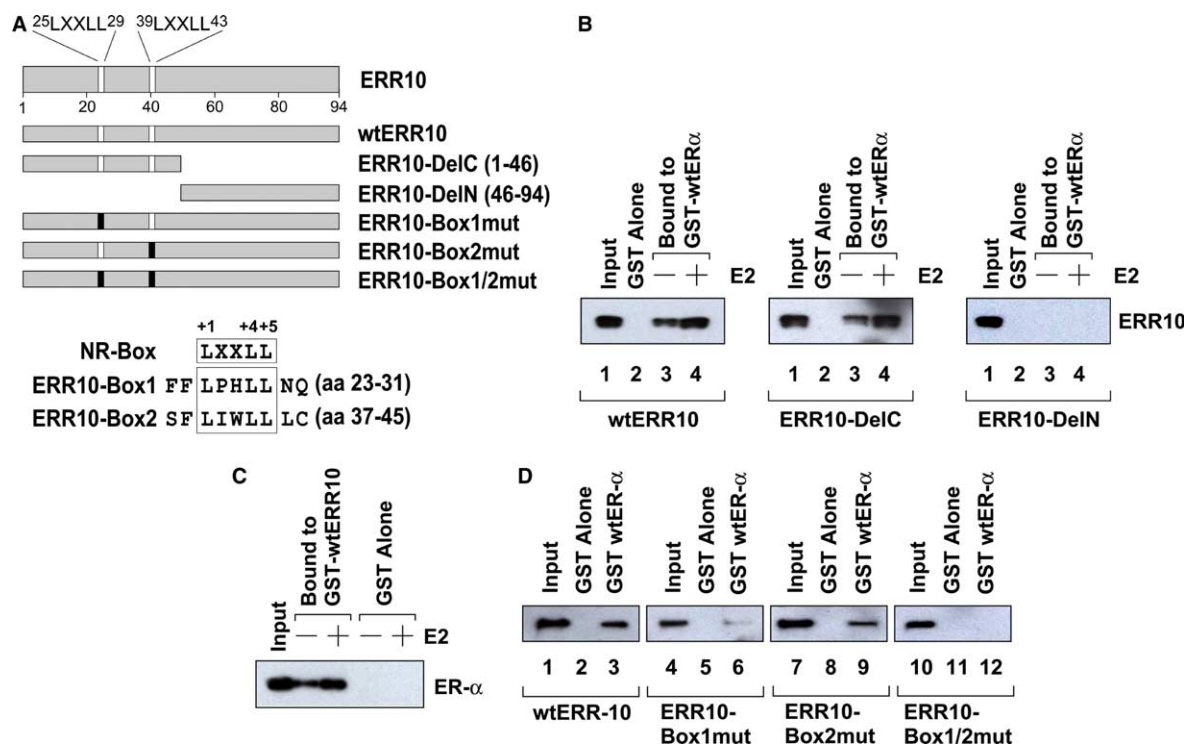 A
25LXXLL29 39LXXLL43
ERR10
1 20 40 60 80 94
wtERR10
ERR10-DelC (1-46)
ERR10-DelN (46-94)
ERR10-Box1mut
ERR10-Box2mut
ERR10-Box1/2mut
+1 +4+5
NR-Box LXXLL
ERR10-Box1 FF LPHLL NQ (aa 23-31)
ERR10-Box2 SF LIWLL LC (aa 37-45)
B
Input
GST Alone
Bound to
GST-wtERα
− + E2
1 2 3 4
wtERR10
Input
GST Alone
Bound to
GST-wtERα
− + E2
1 2 3 4
ERR10-DelC
Input
GST Alone
Bound to
GST-wtERα
− + E2
ERR10
1 2 3 4
ERR10-DelN
C
Input
Bound to
GST-wtERR10
GST Alone
− + − + E2
ER-α
D
Input
GST Alone
GST wtER-α
Input
GST Alone
GST wtER-α
Input
GST Alone
GST wtER-α
Input
GST Alone
GST wtER-α
1 2 3 4 5 6 7 8 9 10 11 12
wtERR-10
ERR10-
Box1mut
ERR10-
Box2mut
ERR10-
Box1/2mut